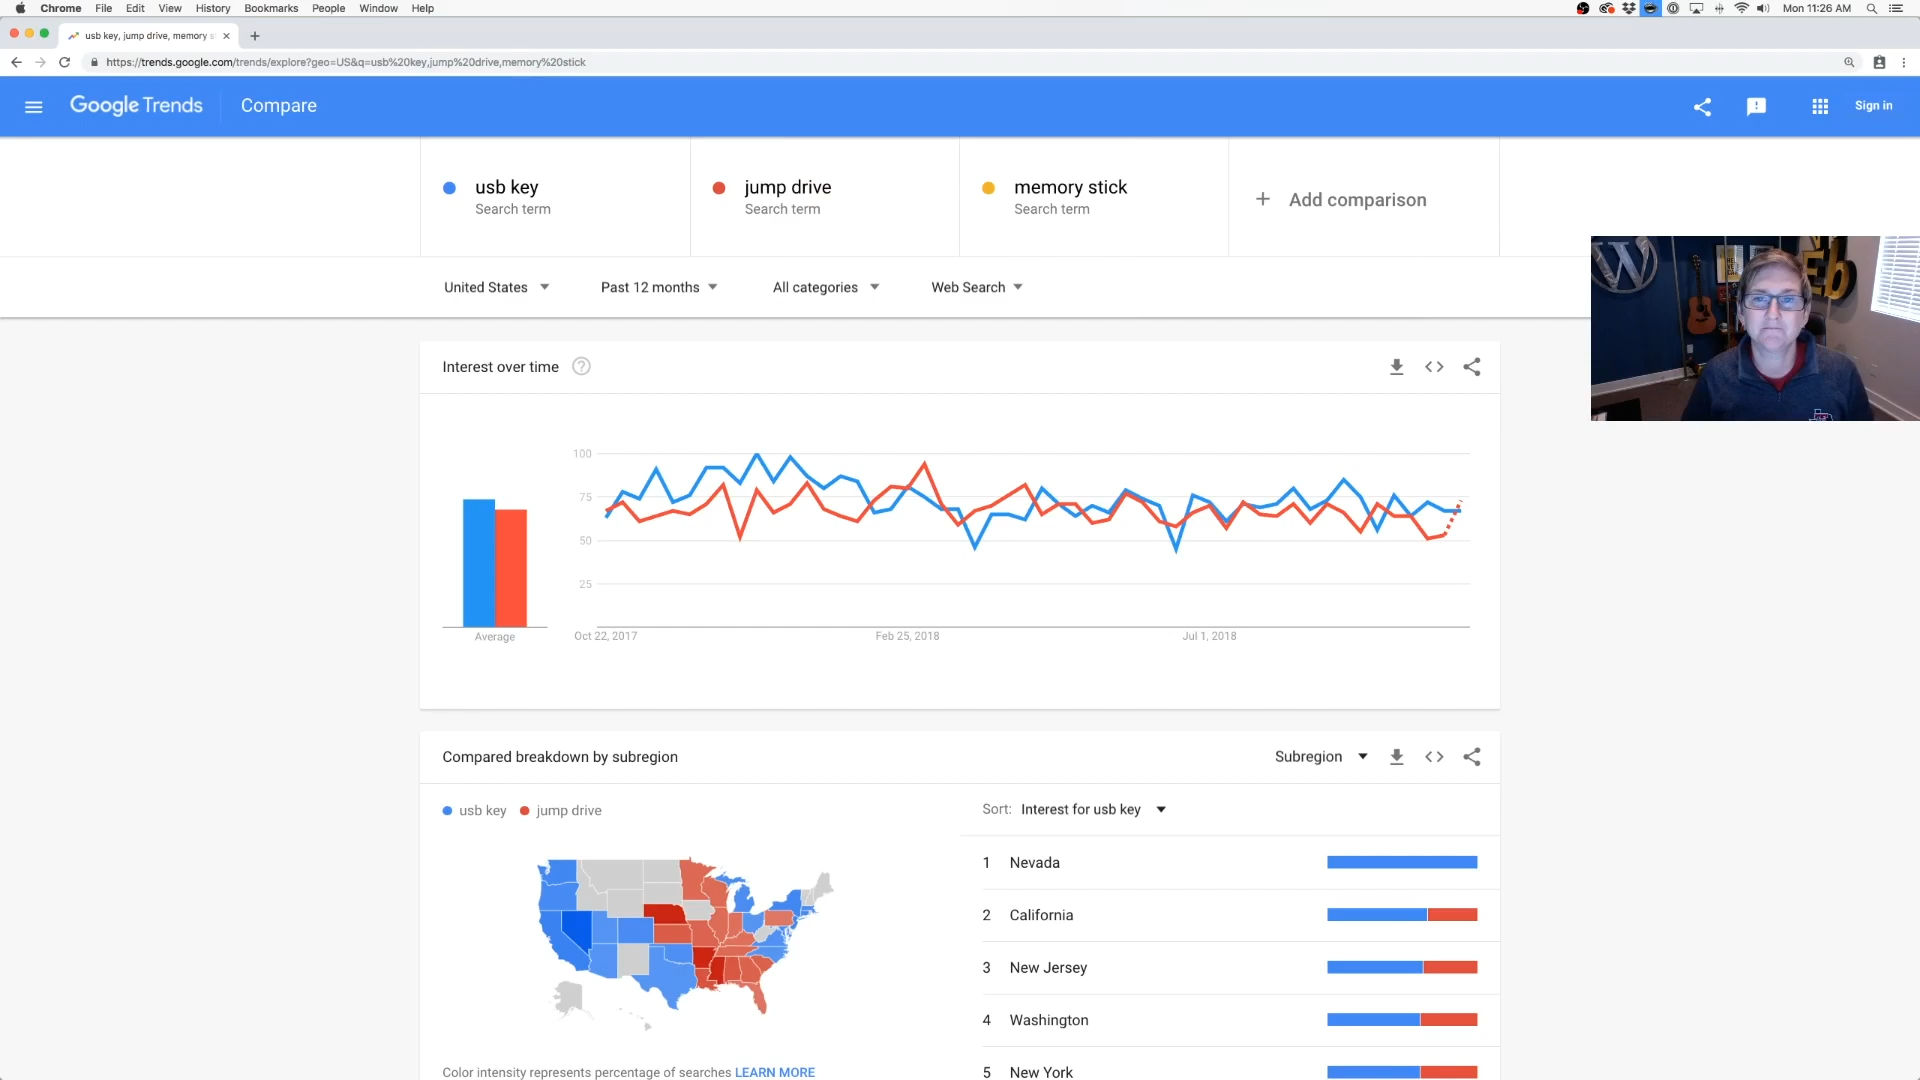 Chrome File Edit View History Bookmarks People Window Help Mon 11:26 AM
usb key, jump drive, memory s
https://trends.google.com/trends/explore?geo=US&q=usb%20key,jump%20drive,memory%20stick
Google Trends Compare Sign in
usb key
Search term
jump drive
Search term
memory stick
Search term
+ Add comparison
United States Past 12 months All categories Web Search
Interest over time
100
75
50
25
Average
Oct 22, 2017 Feb 25, 2018 Jul 1, 2018
Compared breakdown by subregion Subregion
usb key jump drive
Sort: Interest for usb key
1 Nevada
2 California
3 New Jersey
4 Washington
5 New York
Color intensity represents percentage of searches LEARN MORE